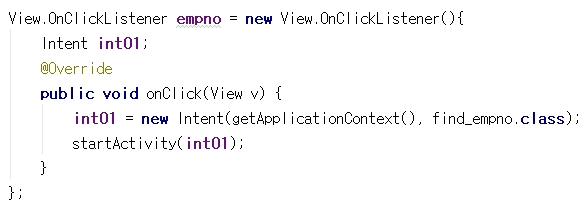 View.OnClickListener empno = new View.OnClickListener(){
    Intent int01;
    @Override
    public void onClick(View v) {
        int01 = new Intent(getApplicationContext(), find_empno.class);
        startActivity(int01);
    }
};